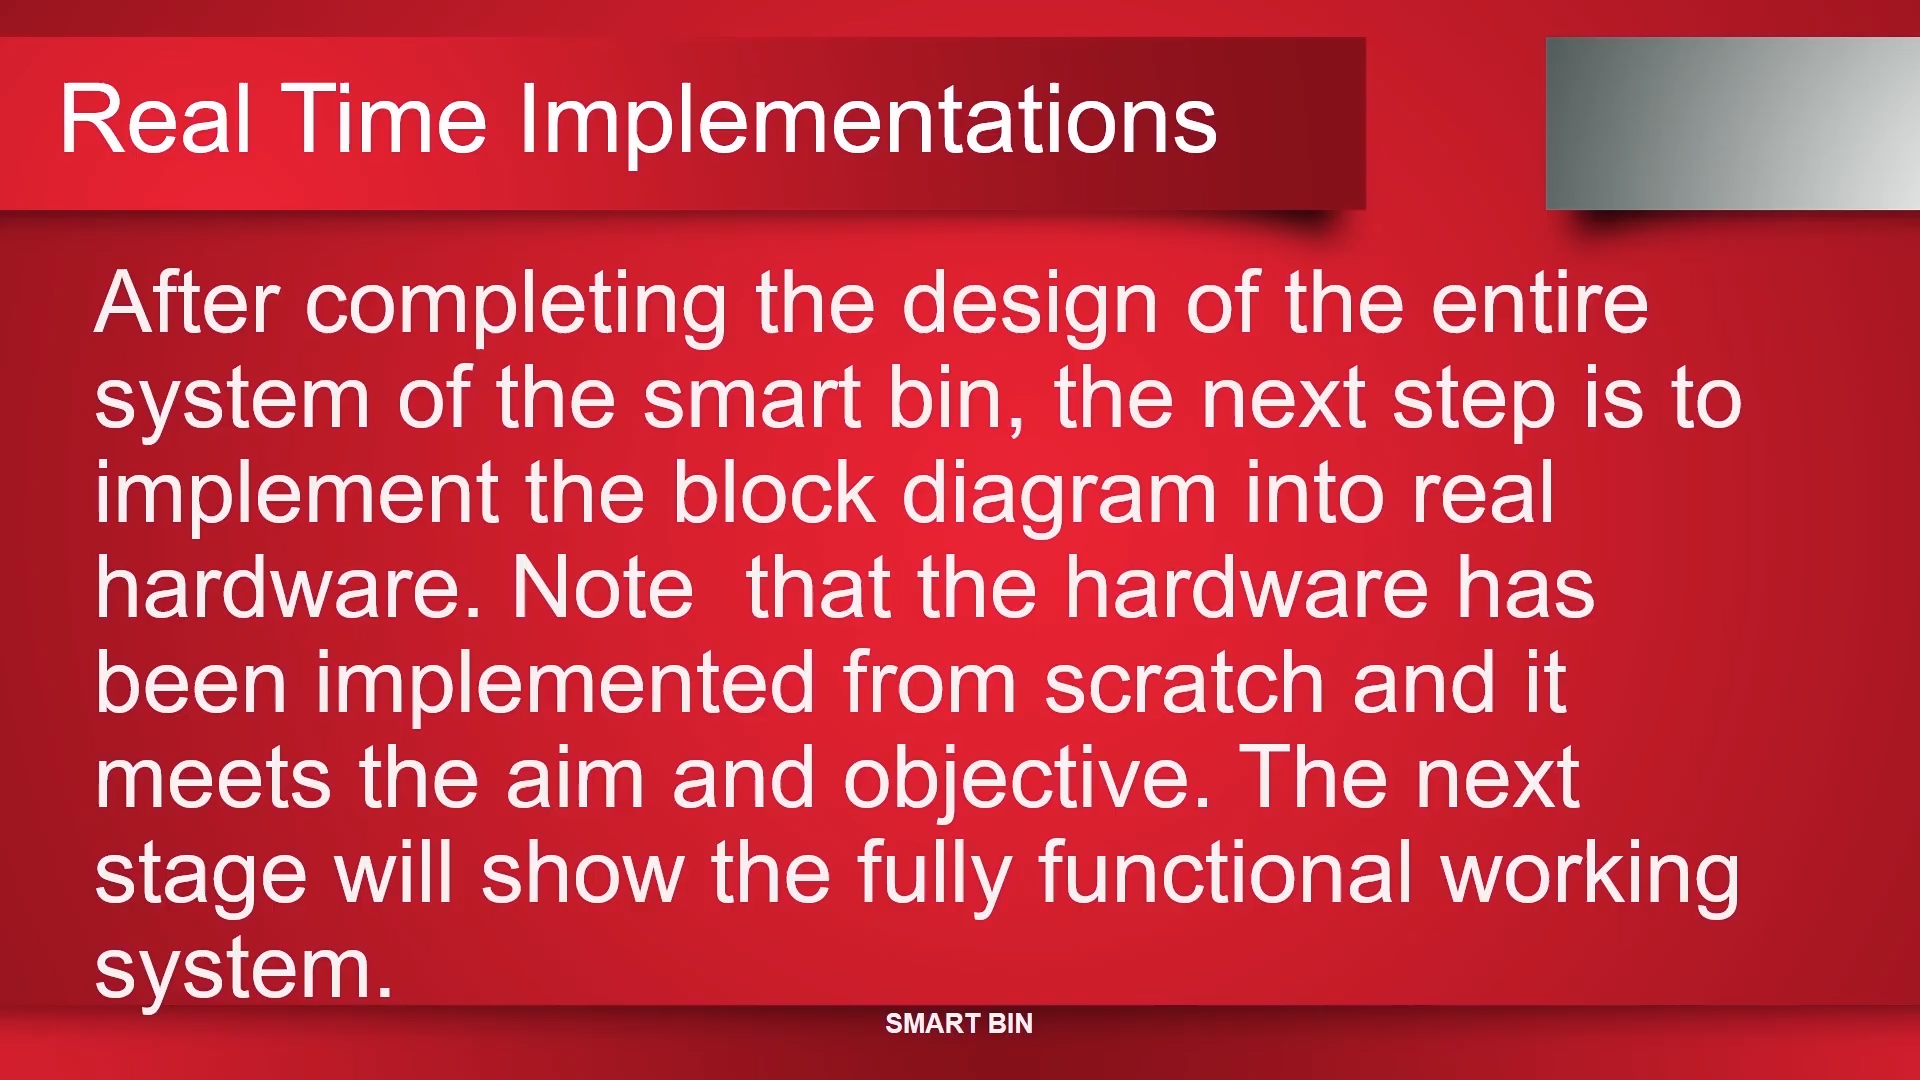 Real Time Implementations
After completing the design of the entire
system of the smart bin, the next step is to
implement the block diagram into real
hardware. Note  that the hardware has
been implemented from scratch and it
meets the aim and objective. The next
stage will show the fully functional working
system.
SMART BIN